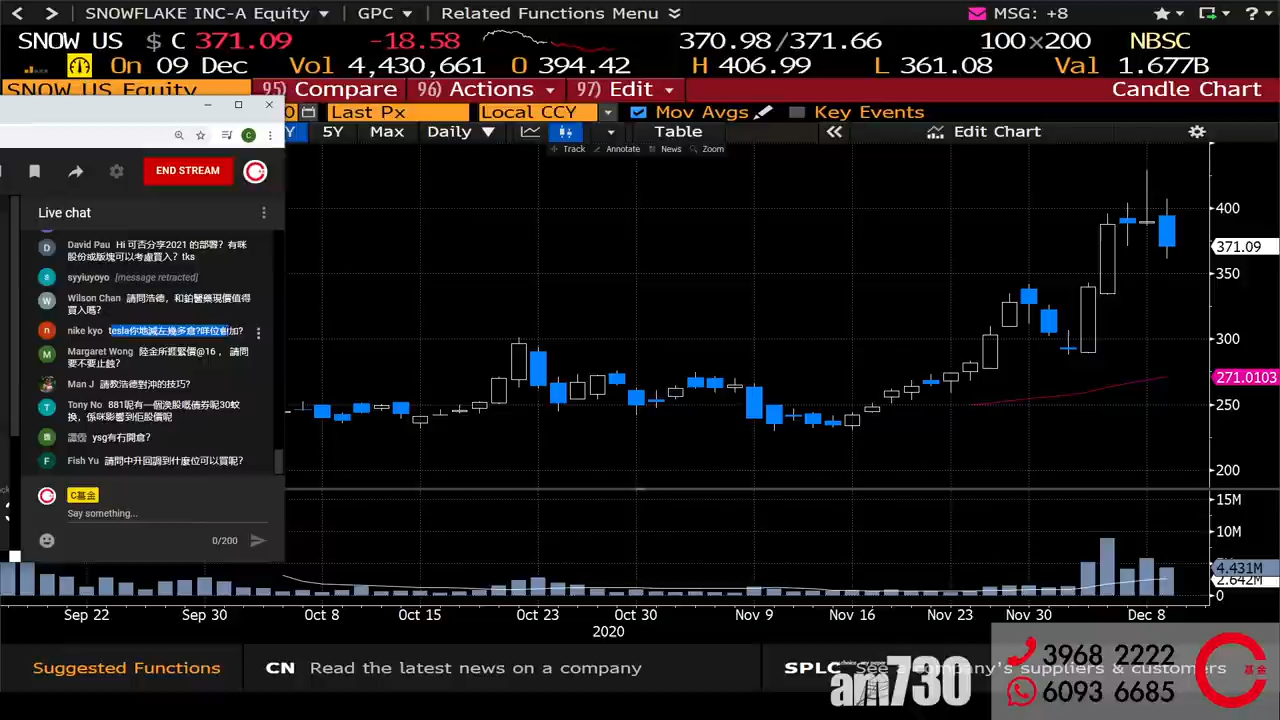 SNOWFLAKE INC-A Equity
GPC
Related Functions Menu
MSG: +8
SNOW US $ C 371.09 -18.58 370.98/371.66 100×200 NBSC
On 09 Dec Vol 4,430,661 O 394.42 H 406.99 L 361.08 Val 1.677B
SNOW US Equity 95) Compare 96) Actions 97) Edit Candle Chart
0 Last Px Local CCY Mov Avgs Key Events
Y 5Y Max Daily Table Edit Chart
Track Annotate News Zoom
END STREAM
Live chat
David Pau Hi 可否分享2021 的部署? 有咩
股份或版塊可以考慮買入? tks
syyiuyoyo [message retracted]
Wilson Chan 請問浩德, 和鉑醫藥現價值得
買入嗎?
nike kyo tesla你地減左幾多倉?咩位會加?
Margaret Wong 陸金所揸緊價@16 , 請問
要不要止蝕?
Man J 請教浩德對沖的技巧?
Tony No 881呢有一個換股嘅債券呢30蚊
換, 係咪影響到佢股價呢
ysg有冇開倉?
Fish Yu 請問中升回調到什麼位可以買呢?
C基金
Say something...
0/200
400
371.09
350
300
271.0103
250
200
15M
10M
4.431M
2.642M
0
Sep 22 Sep 30 Oct 8 Oct 15 Oct 23 Oct 30 Nov 9 Nov 16 Nov 23 Nov 30 Dec 8
2020
Suggested Functions CN Read the latest news on a company SPLC See a company's suppliers & customers
am730
3968 2222
6093 6685
基金